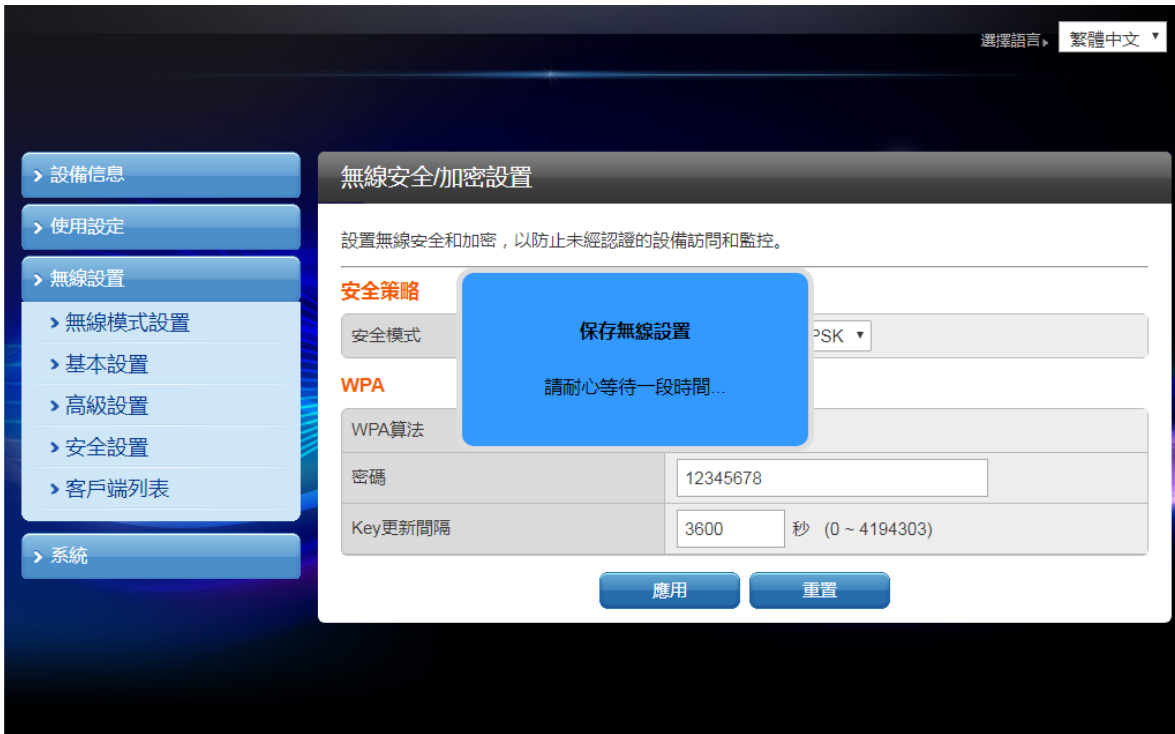 選擇語言▸ 繁體中文
設備信息
使用設定
無線設置
無線模式設置
基本設置
高級設置
安全設置
客戶端列表
系統
無線安全/加密設置
設置無線安全和加密，以防止未經認證的設備訪問和監控。
安全策略
安全模式 PSK
保存無線設置
請耐心等待一段時間...
WPA
WPA算法
密碼 12345678
Key更新間隔 3600 秒 (0 ~ 4194303)
應用 重置